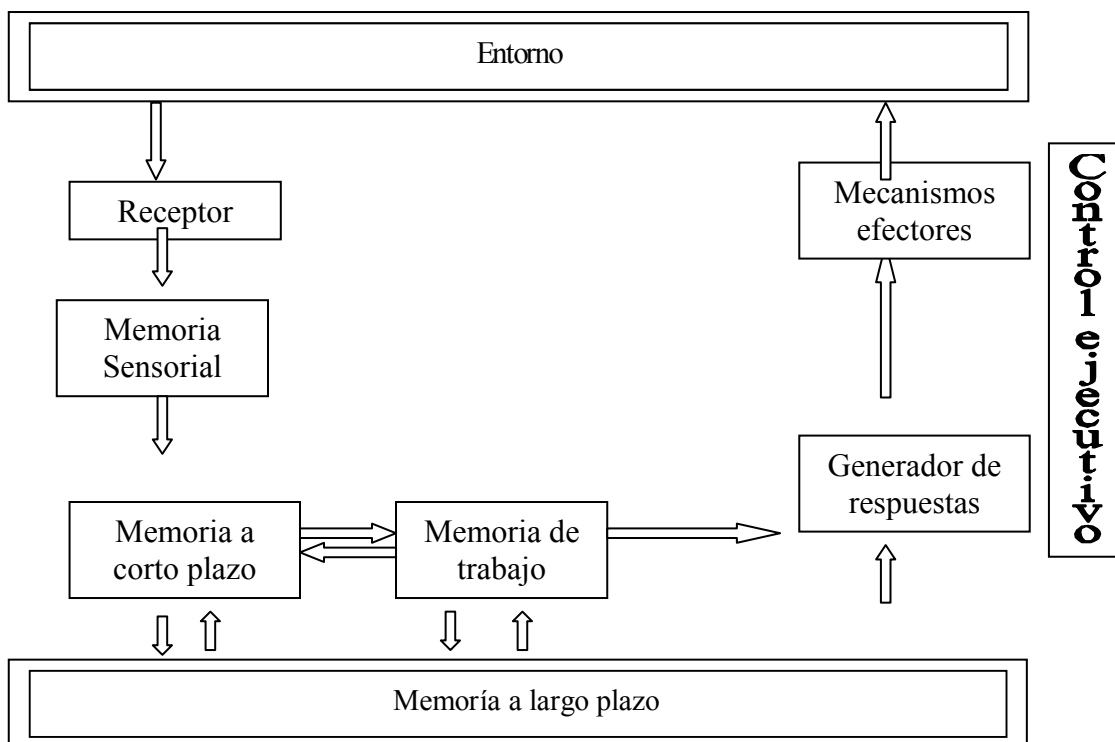 Entorno
Receptor
Mecanismos
efectores
Memoria
Sensorial
Generador de
respuestas
Memoria a
corto plazo
Memoria de
trabajo
Memoría a largo plazo
Control ejecutivo